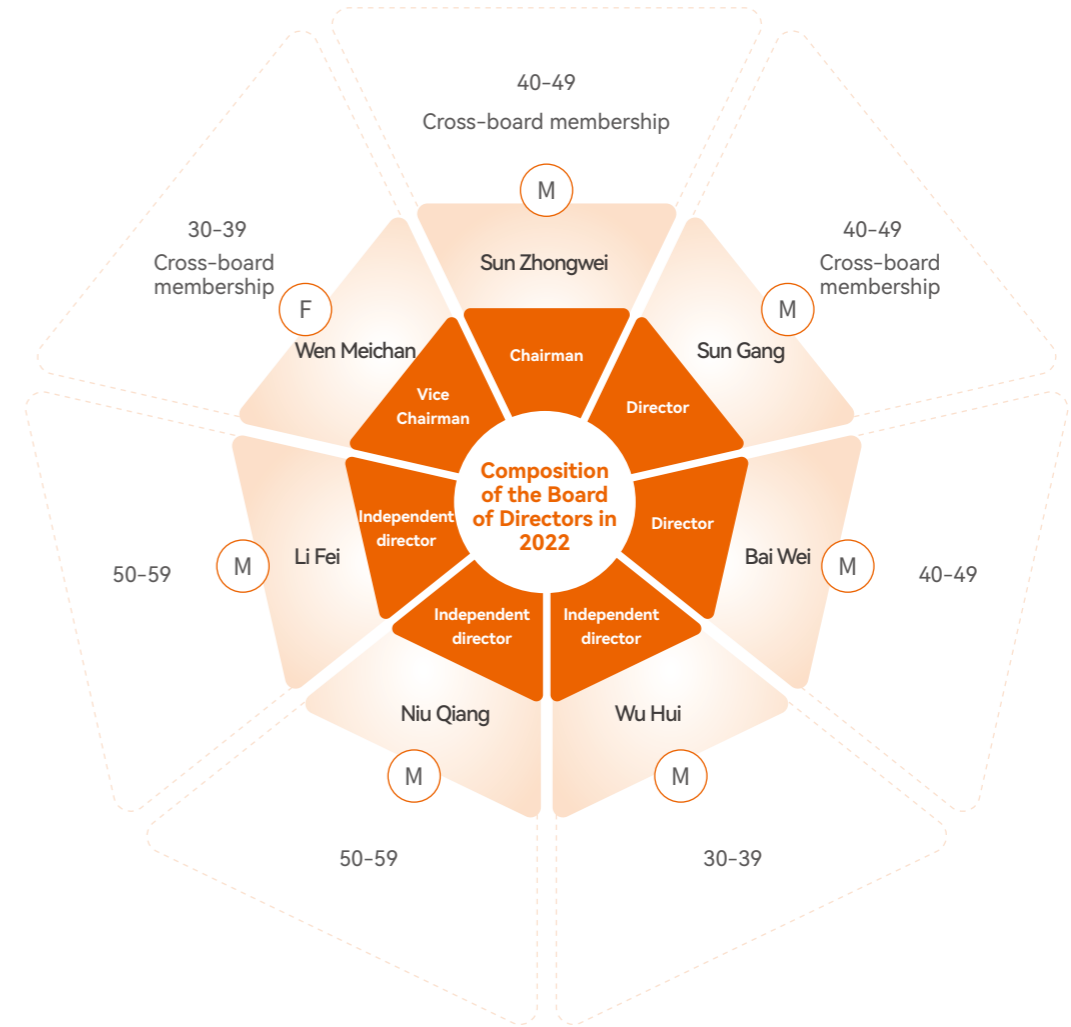 40-49
Cross-board membership
M
Sun Zhongwei
Chairman
30-39
Cross-board
membership
F
Wen Meichan
Vice
Chairman
40-49
Cross-board
membership
M
Sun Gang
Director
Composition
of the Board
of Directors in
2022
50-59
M
Li Fei
Independent
director
Director
Bai Wei
M
40-49
Independent
director
Niu Qiang
M
50-59
Independent
director
Wu Hui
M
30-39